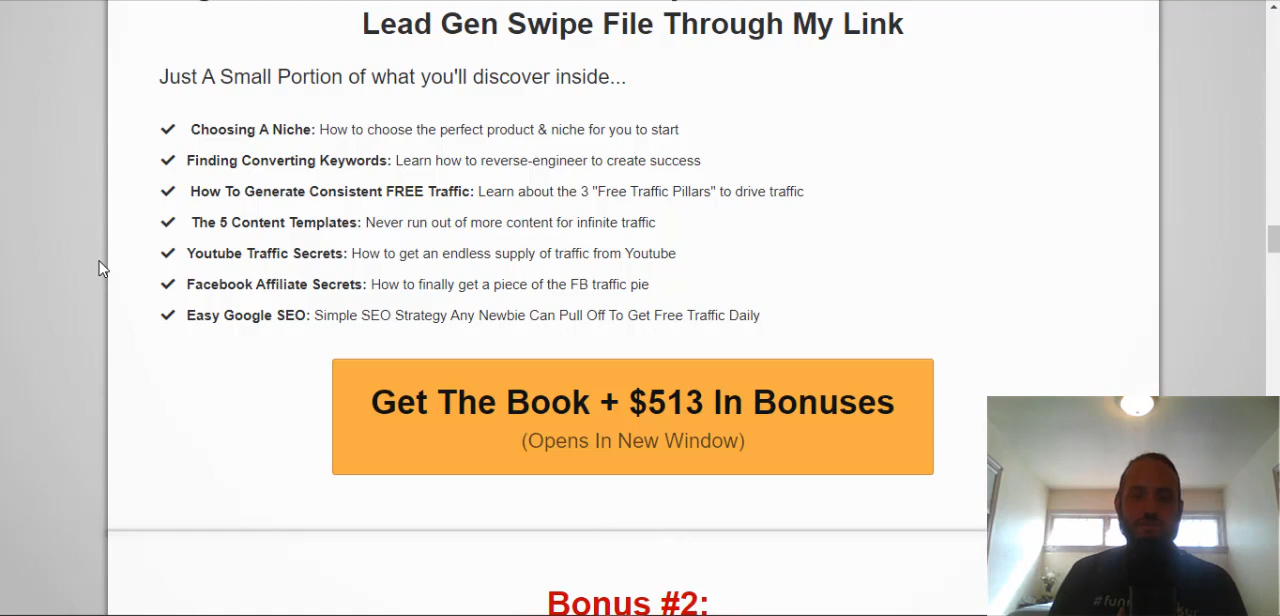 Lead Gen Swipe File Through My Link
Just A Small Portion of what you'll discover inside...
Choosing A Niche: How to choose the perfect product & niche for you to start
Finding Converting Keywords: Learn how to reverse-engineer to create success
How To Generate Consistent FREE Traffic: Learn about the 3 "Free Traffic Pillars" to drive traffic
The 5 Content Templates: Never run out of more content for infinite traffic
Youtube Traffic Secrets: How to get an endless supply of traffic from Youtube
Facebook Affiliate Secrets: How to finally get a piece of the FB traffic pie
Easy Google SEO: Simple SEO Strategy Any Newbie Can Pull Off To Get Free Traffic Daily
Get The Book + $513 In Bonuses
(Opens In New Window)
Bonus #2: